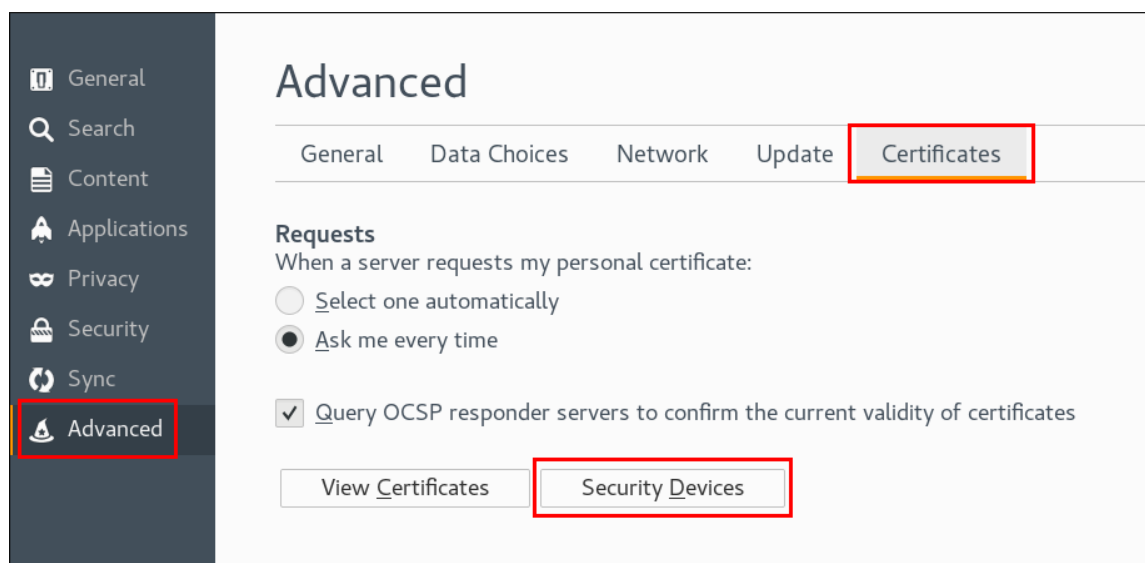 General
Search
Content
Applications
Privacy
Security
Sync
Advanced
Advanced
General Data Choices Network Update Certificates
Requests
When a server requests my personal certificate:
Select one automatically
Ask me every time
Query OCSP responder servers to confirm the current validity of certificates
View Certificates Security Devices